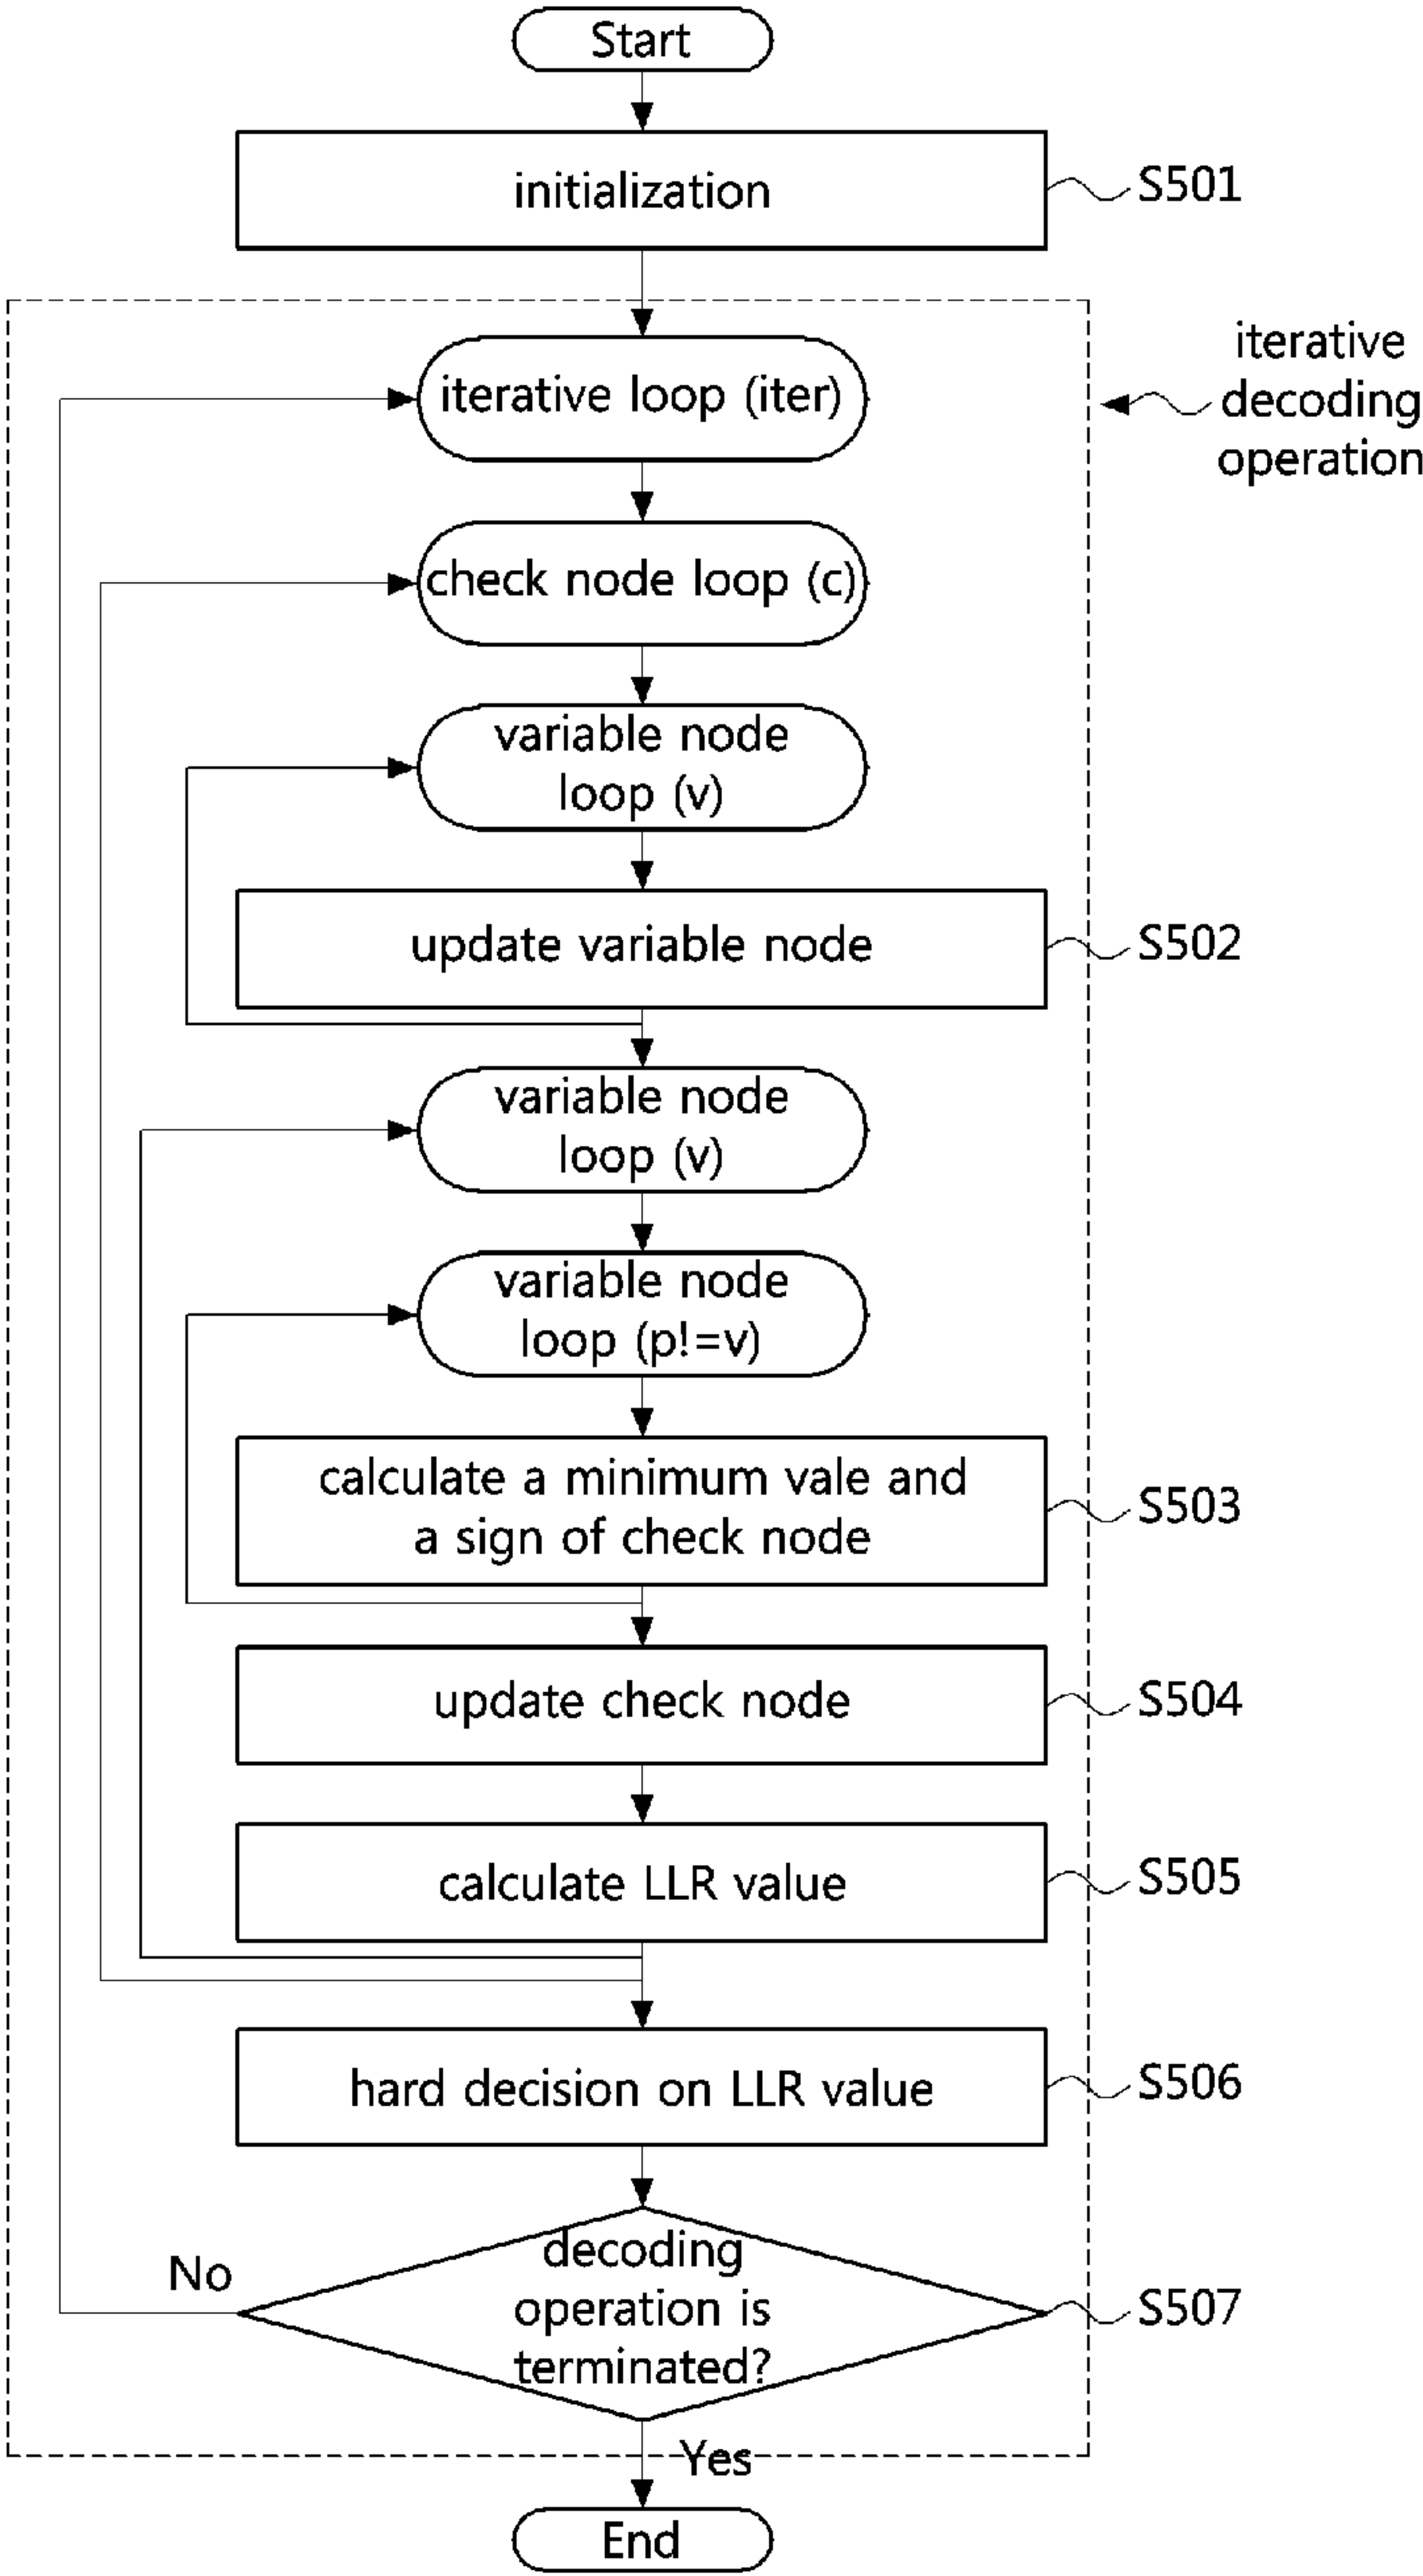 Start
initialization
S501
iterative
decoding
operation
iterative loop (iter)
check node loop (c)
variable node
loop (v)
update variable node
S502
variable node
loop (v)
variable node
loop (p!=v)
calculate a minimum vale and
a sign of check node
S503
update check node
S504
calculate LLR value
S505
hard decision on LLR value
S506
decoding
operation is
terminated?
No
S507
Yes
End